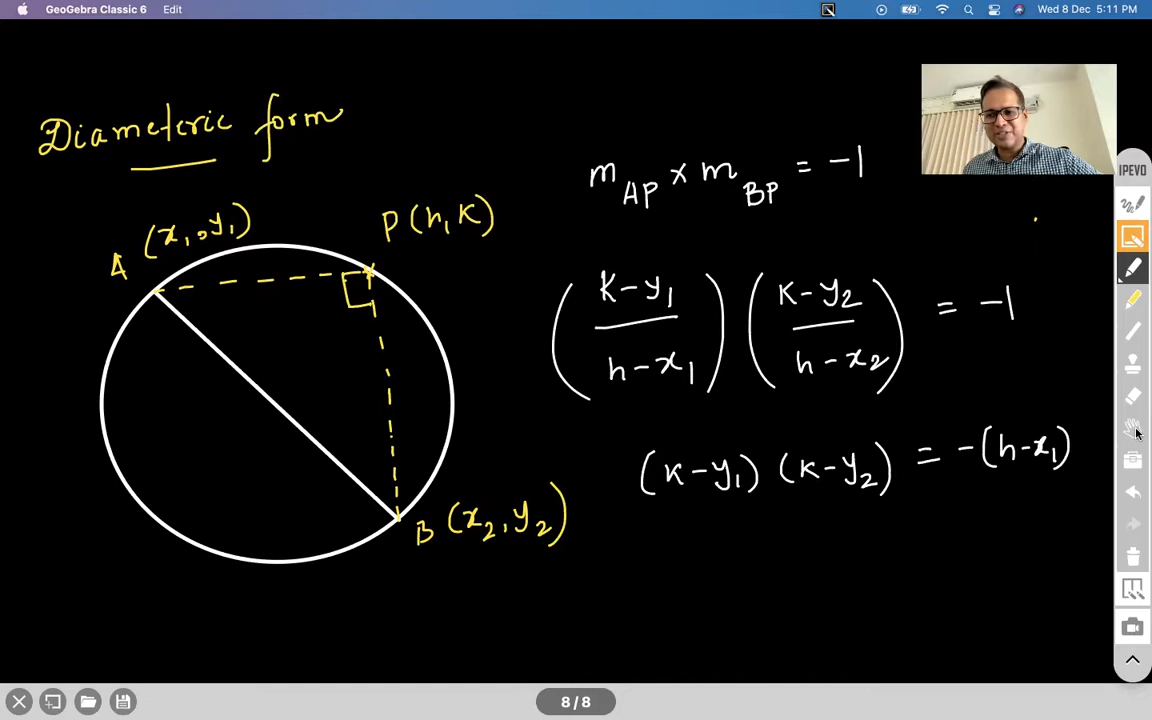 GeoGebra Classic 6 Edit Wed 8 Dec 5:11 PM
IPEVO
Diametric form
m_AP × m_BP = -1
A (x₁, y₁)
P (h, k)
((k-y₁)/(h-x₁)) ((k-y₂)/(h-x₂)) = -1
(k-y₁) (k-y₂) = -(h-x₁)
B (x₂, y₂)
8 / 8